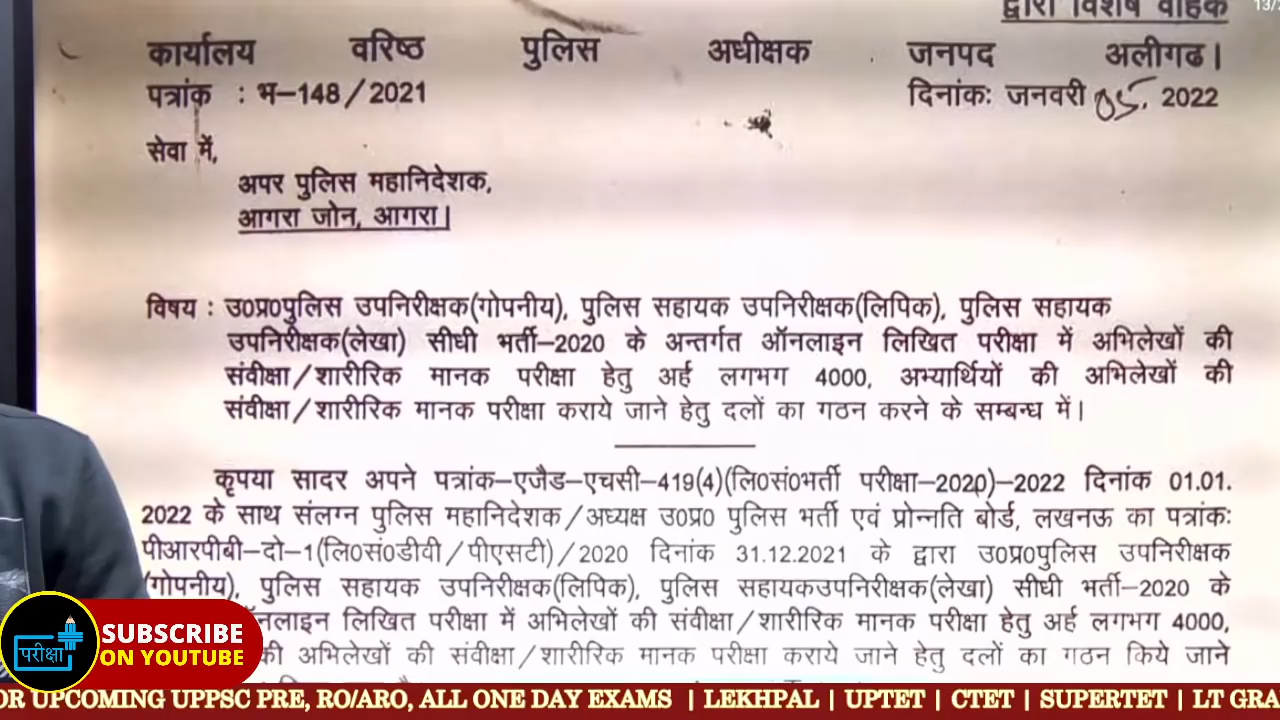 द्वारा विशेष वाहक
13/
कार्यालय वरिष्ठ पुलिस अधीक्षक जनपद अलीगढ।
पत्रांक : भ–148/2021 दिनांकः जनवरी 05, 2022
सेवा में,
अपर पुलिस महानिदेशक,
आगरा जोन, आगरा।
विषय : उ0प्र0पुलिस उपनिरीक्षक(गोपनीय), पुलिस सहायक उपनिरीक्षक(लिपिक), पुलिस सहायक
उपनिरीक्षक(लेखा) सीधी भर्ती–2020 के अन्तर्गत ऑनलाइन लिखित परीक्षा में अभिलेखों की
संवीक्षा/शारीरिक मानक परीक्षा हेतु अर्ह लगभग 4000, अभ्यार्थियों की अभिलेखों की
संवीक्षा/शारीरिक मानक परीक्षा कराये जाने हेतु दलों का गठन करने के सम्बन्ध में।
कृपया सादर अपने पत्रांक–एजैड–एचसी–419(4)(लि0सं0भर्ती परीक्षा–2020)–2022 दिनांक 01.01.
2022 के साथ संलग्न पुलिस महानिदेशक/अध्यक्ष उ0प्र0 पुलिस भर्ती एवं प्रोन्नति बोर्ड, लखनऊ का पत्रांकः
पीआरपीबी–दो–1(लि0सं0डीवी/पीएसटी)/2020 दिनांक 31.12.2021 के द्वारा उ0प्र0पुलिस उपनिरीक्षक
(गोपनीय), पुलिस सहायक उपनिरीक्षक(लिपिक), पुलिस सहायकउपनिरीक्षक(लेखा) सीधी भर्ती–2020 के
नलाइन लिखित परीक्षा में अभिलेखों की संवीक्षा/शारीरिक मानक परीक्षा हेतु अर्ह लगभग 4000,
की अभिलेखों की संवीक्षा/शारीरिक मानक परीक्षा कराये जाने हेतु दलों का गठन किये जाने
परीक्षा
SUBSCRIBE
ON YOUTUBE
OR UPCOMING UPPSC PRE, RO/ARO, ALL ONE DAY EXAMS | LEKHPAL | UPTET | CTET | SUPERTET | LT GRA